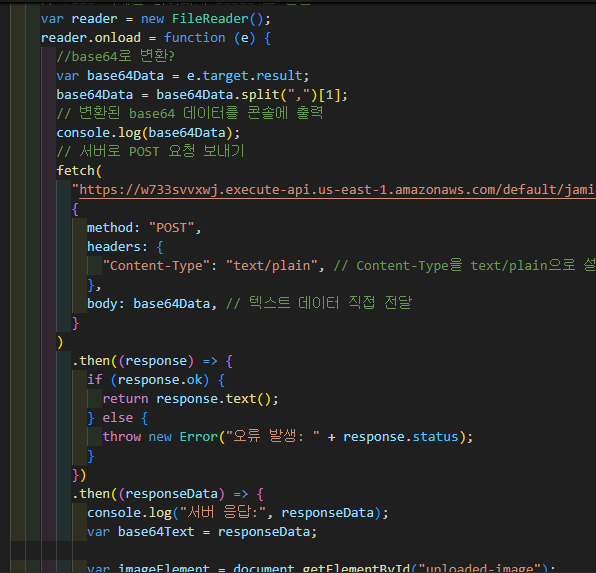 var reader = new FileReader();
reader.onload = function (e) {
//base64로 변환?
var base64Data = e.target.result;
base64Data = base64Data.split(",")[1];
// 변환된 base64 데이터를 콘솔에 출력
console.log(base64Data);
// 서버로 POST 요청 보내기
fetch(
"https://w733svvxwj.execute-api.us-east-1.amazonaws.com/default/jami
{
method: "POST",
headers: {
"Content-Type": "text/plain", // Content-Type을 text/plain으로 설
},
body: base64Data, // 텍스트 데이터 직접 전달
}
)
.then((response) => {
if (response.ok) {
return response.text();
} else {
throw new Error("오류 발생: " + response.status);
}
})
.then((responseData) => {
console.log("서버 응답:", responseData);
var base64Text = responseData;
var imageElement = document.getElementById("uploaded-image");